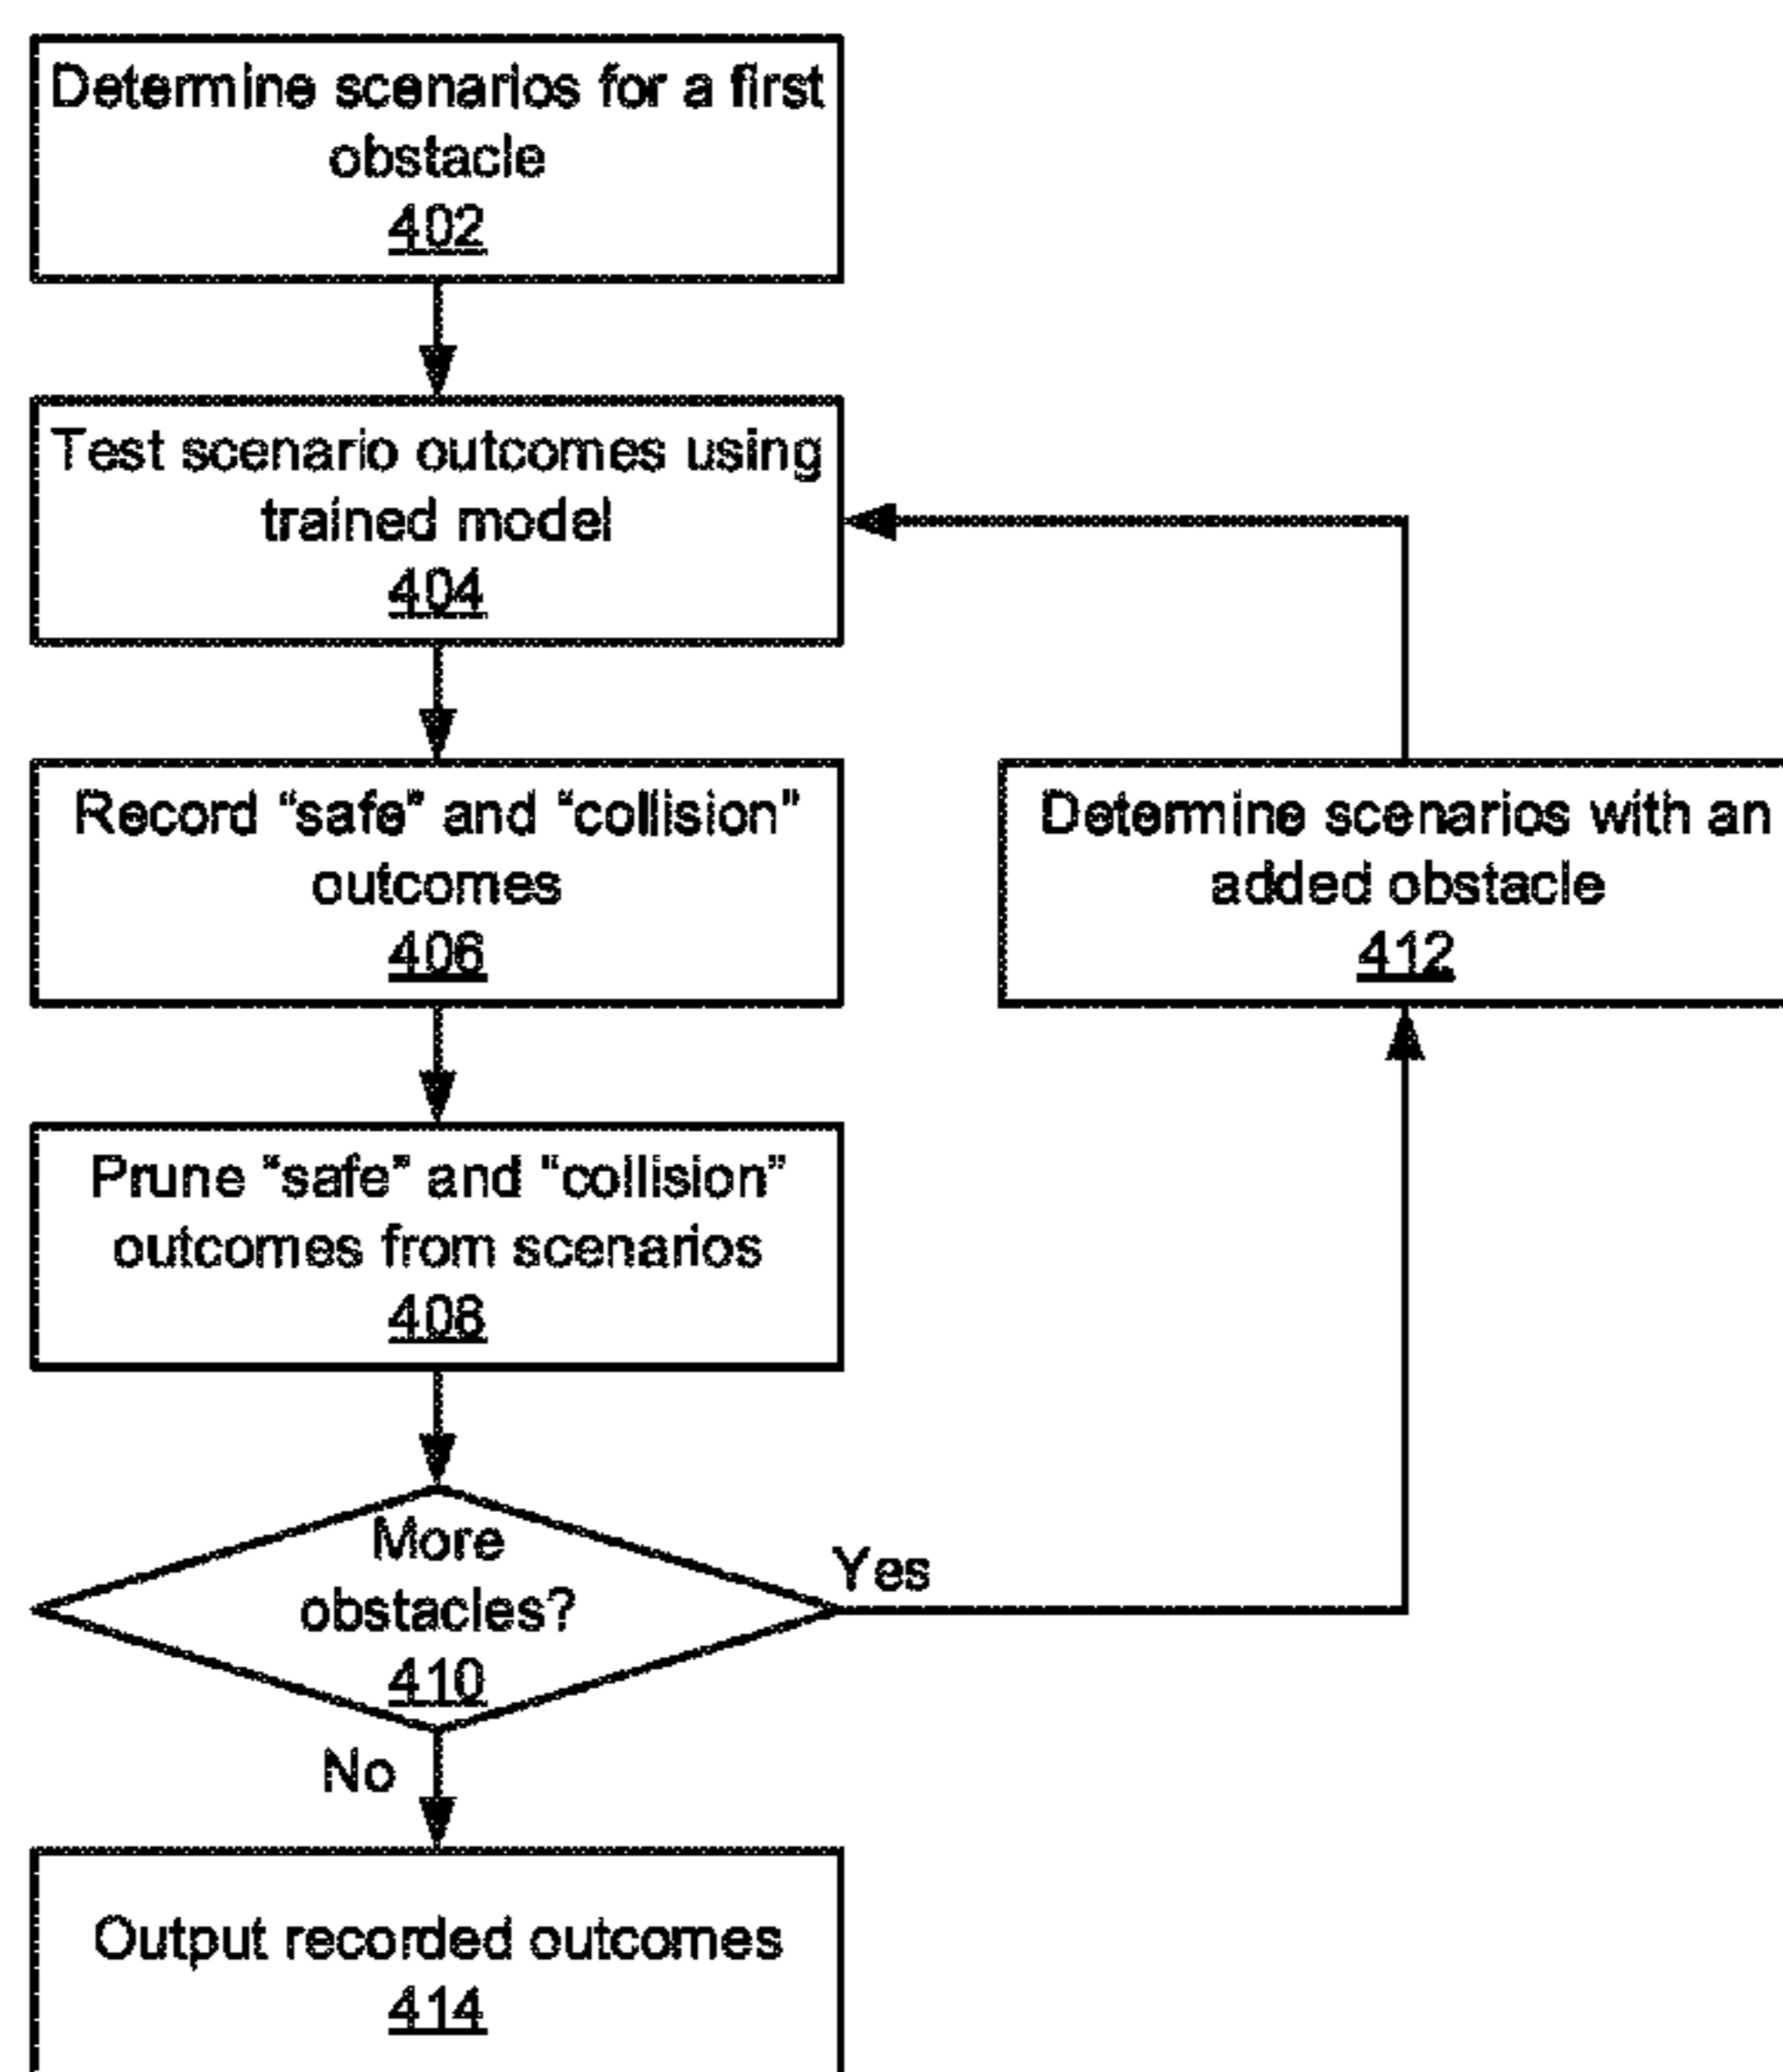 Determine scenarios for a first
obstacle
402
Test scenario outcomes using
trained model
404
Record “safe” and “collision”
outcomes
406
Determine scenarios with an
added obstacle
412
Prune “safe” and “collision”
outcomes from scenarios
408
More
obstacles?
410
Yes
No
Output recorded outcomes
414